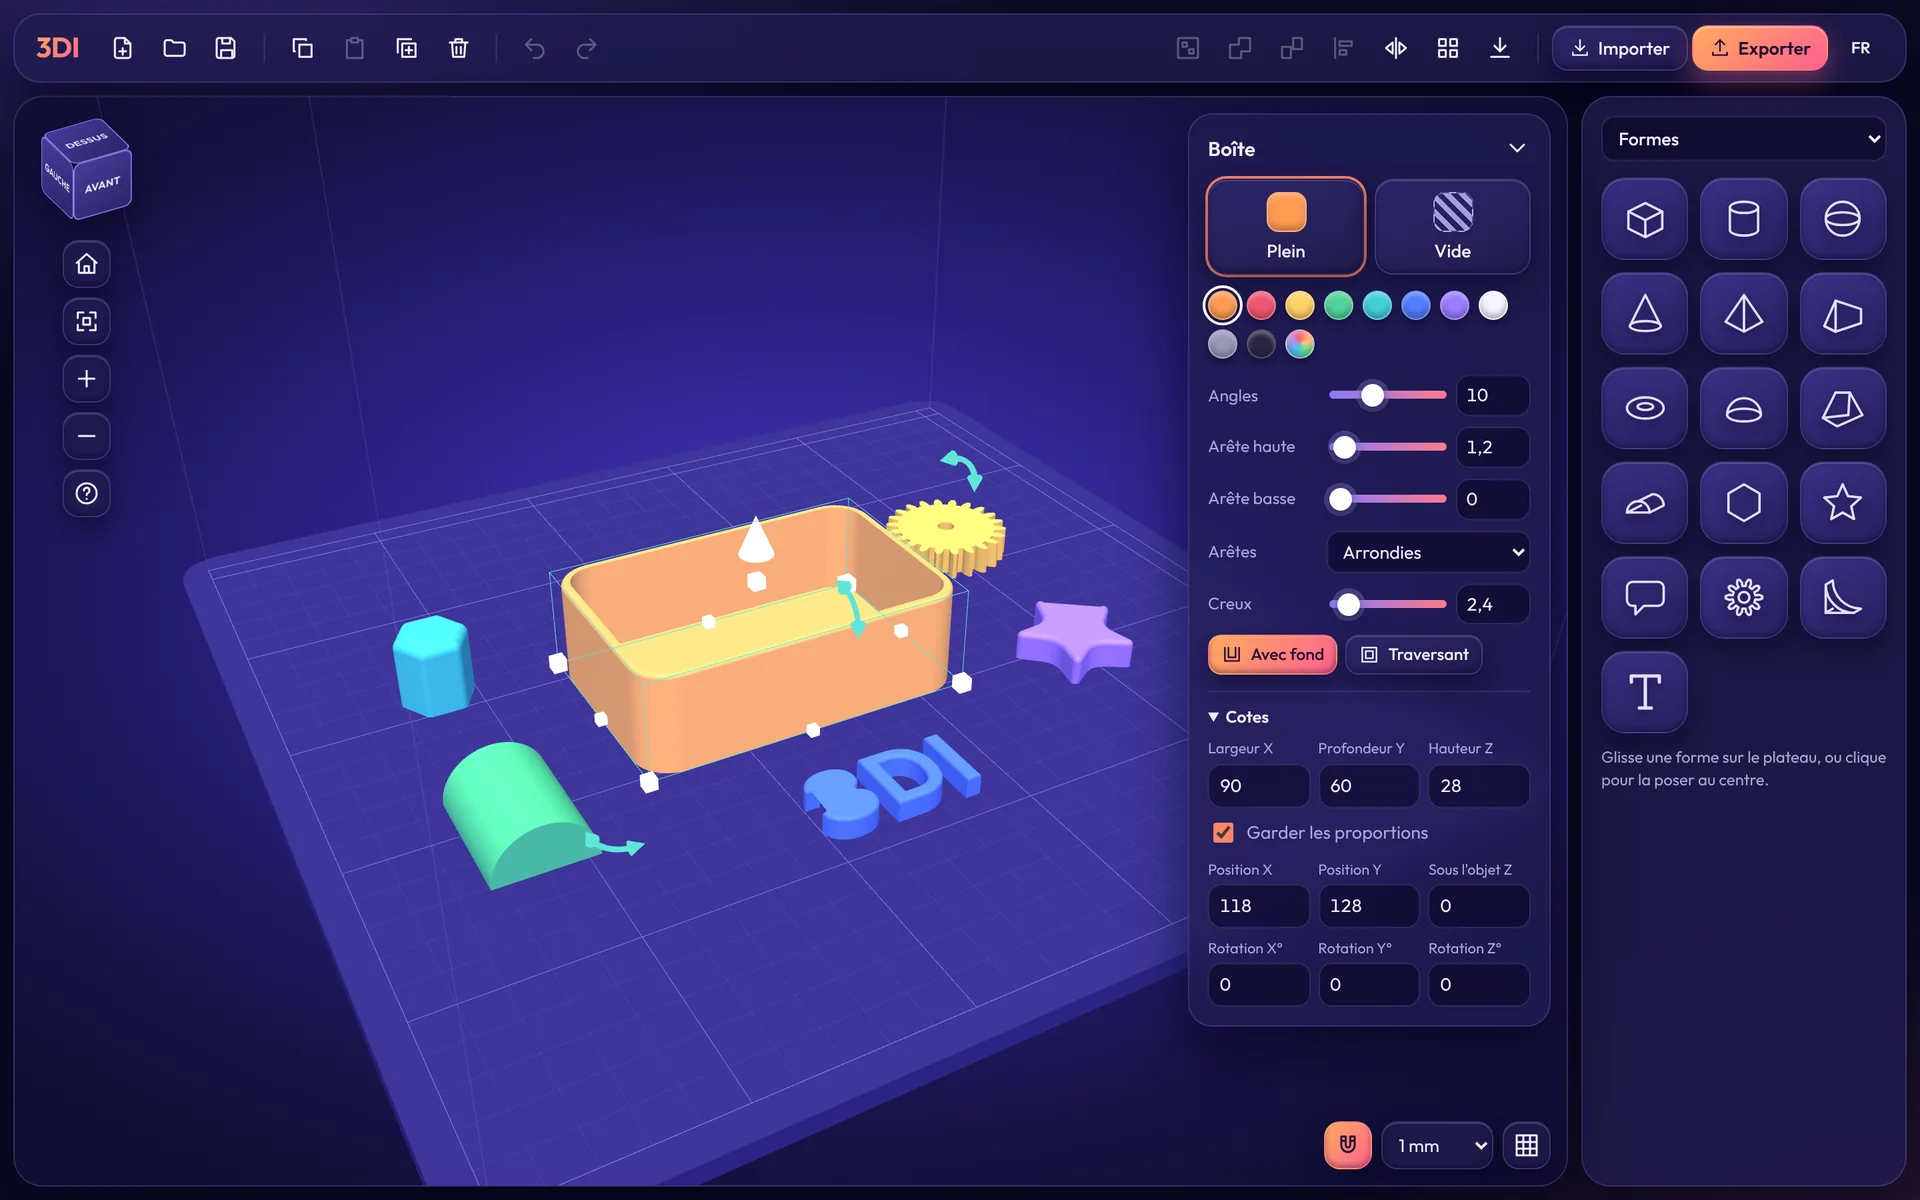 3DI
Importer
Exporter
FR
DESSUS
GAUCHE
AVANT
Boîte
Plein
Vide
Angles
10
Arête haute
1,2
Arête basse
0
Arêtes
Arrondies
Creux
2,4
Avec fond
Traversant
▼ Cotes
Largeur X
Profondeur Y
Hauteur Z
90
60
28
Garder les proportions
Position X
Position Y
Sous l'objet Z
118
128
0
Rotation X°
Rotation Y°
Rotation Z°
0
0
0
3DI
1 mm
Formes
T
Glisse une forme sur le plateau, ou clique
pour la poser au centre.